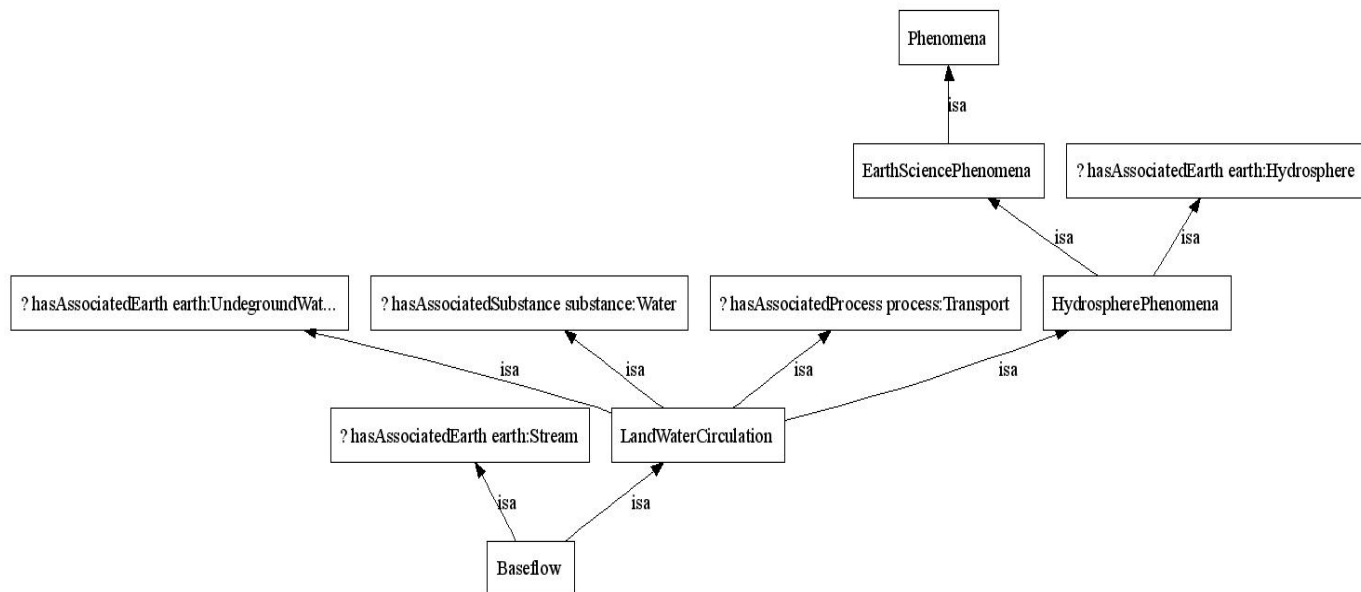 Phenomena
isa
EarthSciencePhenomena
? hasAssociatedEarth earth:Hydrosphere
isa
isa
? hasAssociatedEarth earth:UndegroundWat...
? hasAssociatedSubstance substance:Water
? hasAssociatedProcess process:Transport
HydrospherePhenomena
isa
isa
isa
isa
? hasAssociatedEarth earth:Stream
LandWaterCirculation
isa
isa
Baseflow